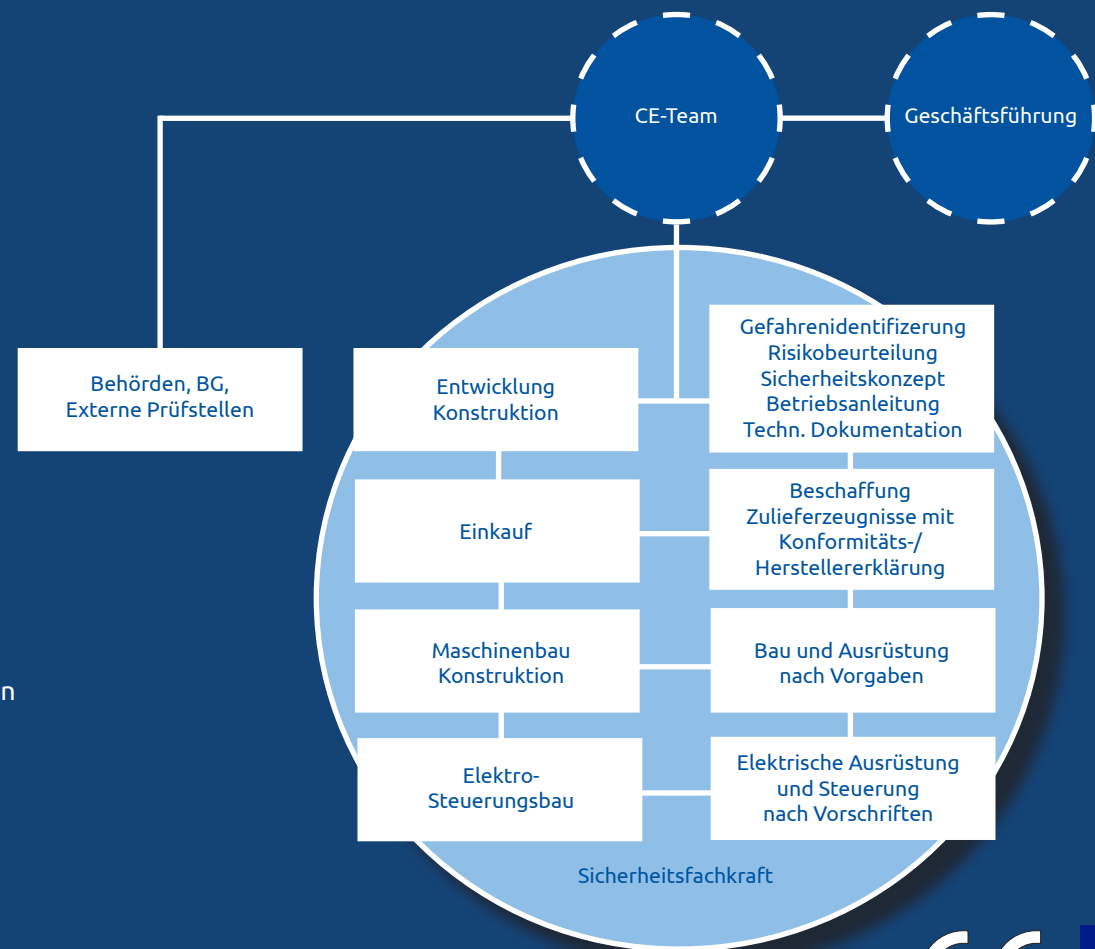 CE-Team
Geschäftsführung
Behörden, BG,
Externe Prüfstellen
Entwicklung
Konstruktion
Gefahrenidentifizerung
Risikobeurteilung
Sicherheitskonzept
Betriebsanleitung
Techn. Dokumentation
Einkauf
Beschaffung
Zulieferzeugnisse mit
Konformitäts-/
Herstellererklärung
Maschinenbau
Konstruktion
Bau und Ausrüstung
nach Vorgaben
n
Elektro-
Steuerungsbau
Elektrische Ausrüstung
und Steuerung
nach Vorschriften
Sicherheitsfachkraft